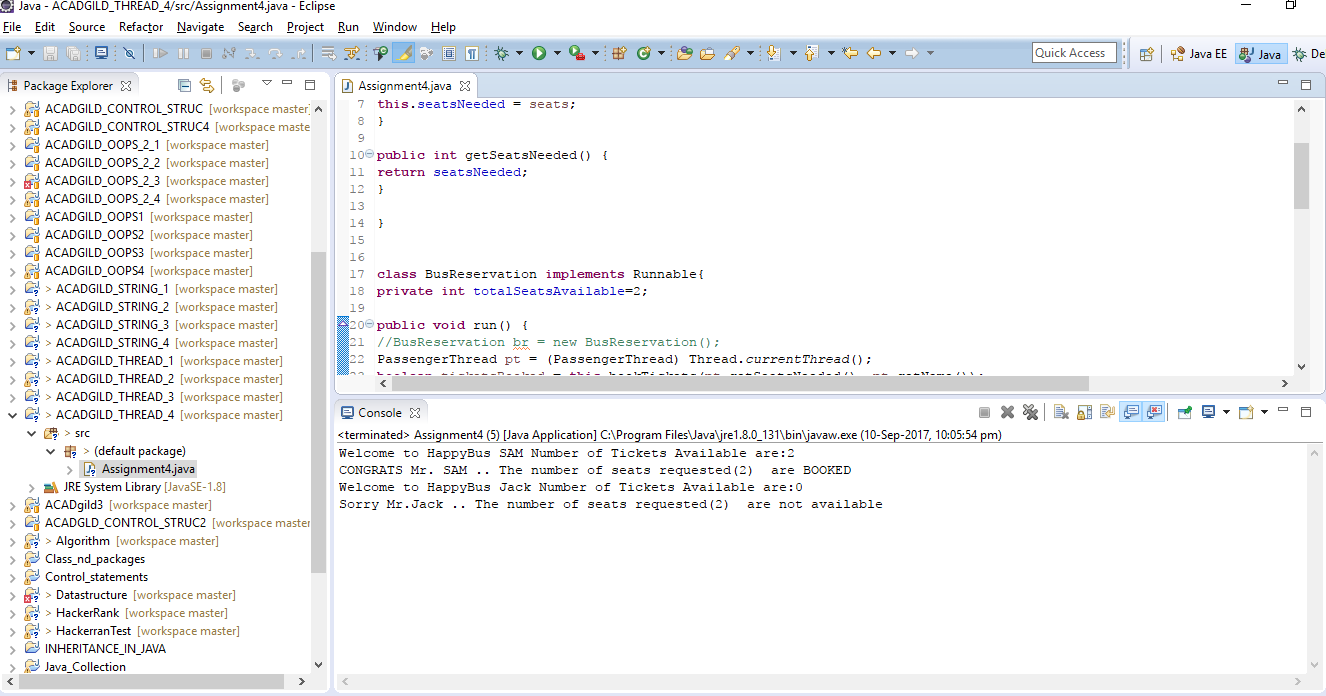 Java - ACADGILD_THREAD_4/src/Assignment4.java - Eclipse
File Edit Source Refactor Navigate Search Project Run Window Help
Quick Access
Java EE
Java
De
Package Explorer
ACADGILD_CONTROL_STRUC [workspace master]
ACADGILD_CONTROL_STRUC4 [workspace maste
ACADGILD_OOPS_2_1 [workspace master]
ACADGILD_OOPS_2_2 [workspace master]
ACADGILD_OOPS_2_3 [workspace master]
ACADGILD_OOPS_2_4 [workspace master]
ACADGILD_OOPS1 [workspace master]
ACADGILD_OOPS2 [workspace master]
ACADGILD_OOPS3 [workspace master]
ACADGILD_OOPS4 [workspace master]
> ACADGILD_STRING_1 [workspace master]
> ACADGILD_STRING_2 [workspace master]
> ACADGILD_STRING_3 [workspace master]
> ACADGILD_STRING_4 [workspace master]
> ACADGILD_THREAD_1 [workspace master]
> ACADGILD_THREAD_2 [workspace master]
> ACADGILD_THREAD_3 [workspace master]
> ACADGILD_THREAD_4 [workspace master]
> src
> (default package)
Assignment4.java
JRE System Library [JavaSE-1.8]
ACADgild3 [workspace master]
ACADGLD_CONTROL_STRUC2 [workspace master
> Algorithm [workspace master]
Class_nd_packages
Control_statements
> Datastructure [workspace master]
> HackerRank [workspace master]
> HackerranTest [workspace master]
INHERITANCE_IN_JAVA
Java_Collection
Assignment4.java
7 this.seatsNeeded = seats;
8 }
9
10 public int getSeatsNeeded() {
11 return seatsNeeded;
12 }
13
14 }
15
16
17 class BusReservation implements Runnable{
18 private int totalSeatsAvailable=2;
19
20 public void run() {
21 //BusReservation br = new BusReservation();
22 PassengerThread pt = (PassengerThread) Thread.currentThread();
23 boolean ticketsBooked = this.bookTickets(pt.getSeatsNeeded(), pt.getName());
Console
<terminated> Assignment4 (5) [Java Application] C:\Program Files\Java\jre1.8.0_131\bin\javaw.exe (10-Sep-2017, 10:05:54 pm)
Welcome to HappyBus SAM Number of Tickets Available are:2
CONGRATS Mr. SAM .. The number of seats requested(2)  are BOOKED
Welcome to HappyBus Jack Number of Tickets Available are:0
Sorry Mr.Jack .. The number of seats requested(2)  are not available